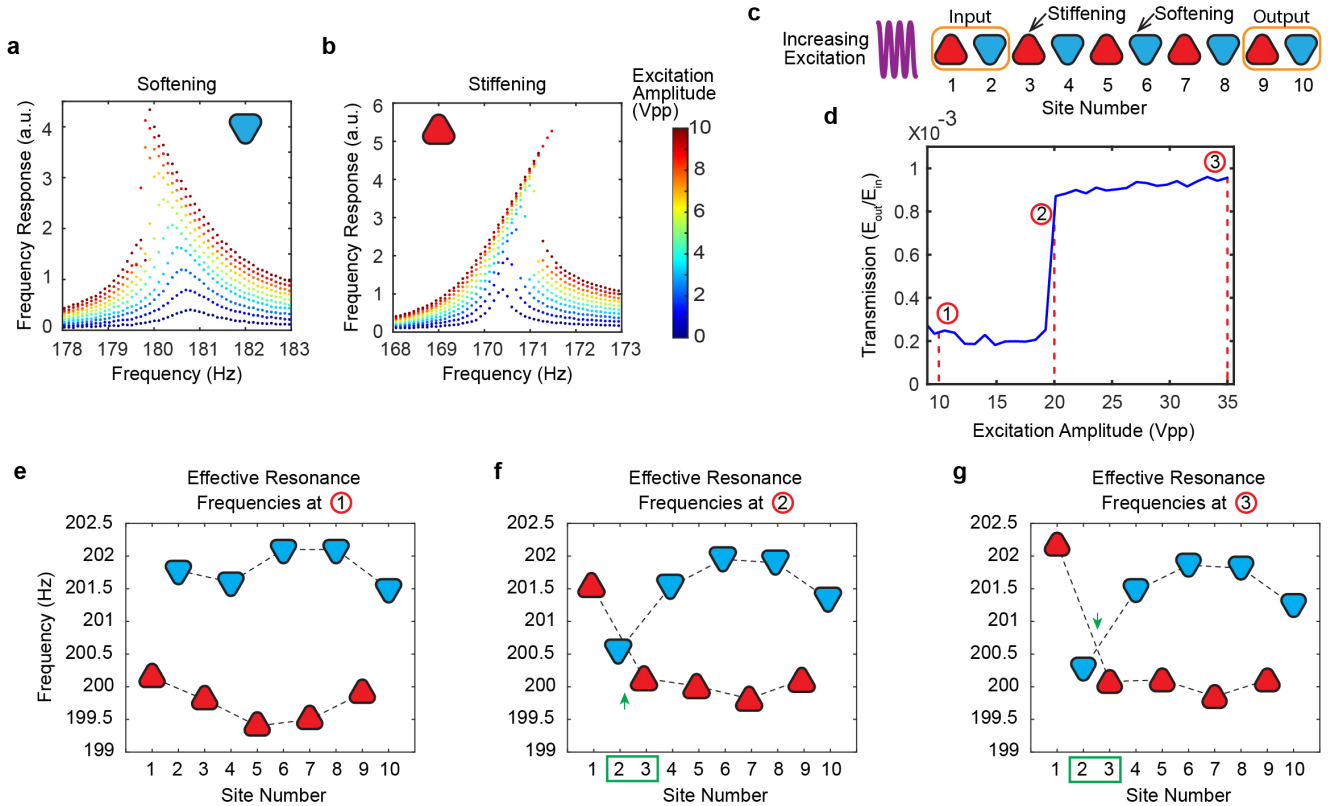 a
Softening
Frequency Response (a.u.)
4
3
2
1
0
178 179 180 181 182 183
Frequency (Hz)
b
Stiffening
Frequency Response (a.u.)
6
5
4
3
2
1
0
168 169 170 171 172 173
Frequency (Hz)
Excitation
Amplitude
(Vpp)
10
8
6
4
2
0
c
Increasing
Excitation
Input
Stiffening
Softening
Output
1 2 3 4 5 6 7 8 9 10
Site Number
d
X10-3
Transmission (Eout/Ein)
1
0.8
0.6
0.4
0.2
0
1
2
3
10 15 20 25 30 35
Excitation Amplitude (Vpp)
e
Effective Resonance
Frequencies at 1
Frequency (Hz)
202.5
202
201.5
201
200.5
200
199.5
199
1 2 3 4 5 6 7 8 9 10
Site Number
f
Effective Resonance
Frequencies at 2
202.5
202
201.5
201
200.5
200
199.5
199
1 2 3 4 5 6 7 8 9 10
Site Number
g
Effective Resonance
Frequencies at 3
202.5
202
201.5
201
200.5
200
199.5
199
1 2 3 4 5 6 7 8 9 10
Site Number